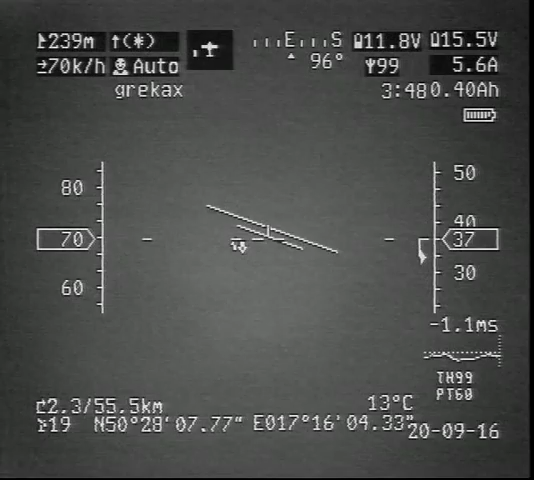 239m ↑(*) E S 11.8V 15.5V
±70k/h Auto 96° 99 5.6A
grekax 3:48 0.40Ah
80 50
40
70 37
60 30
-1.1ms
TH99
PT60
2.3/55.5km 13°C
19 N50°28'07.77" E017°16'04.33" 20-09-16